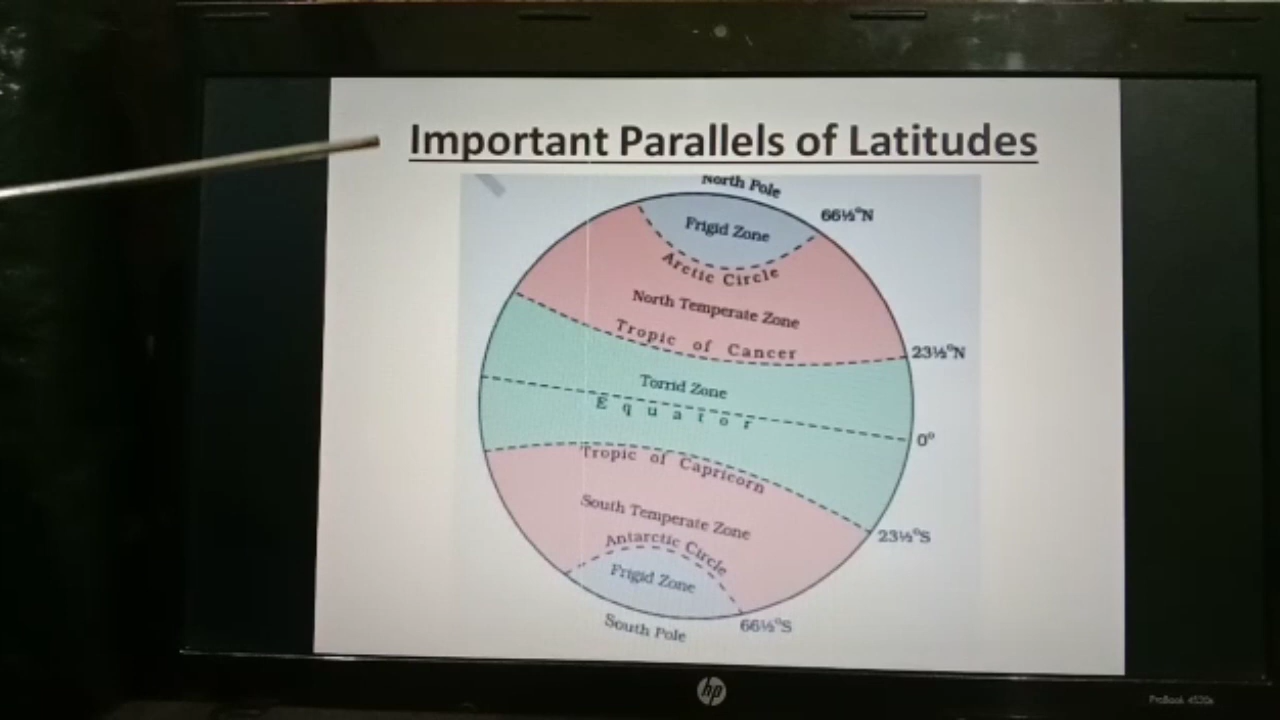 Important Parallels of Latitudes
North Pole
66½°N
Frigid Zone
Arctic Circle
North Temperate Zone
Tropic of Cancer
23½°N
Torrid Zone
Equator
0°
Tropic of Capricorn
South Temperate Zone
23½°S
Antarctic Circle
Frigid Zone
South Pole
66½°S
hp
ProBook 4520s